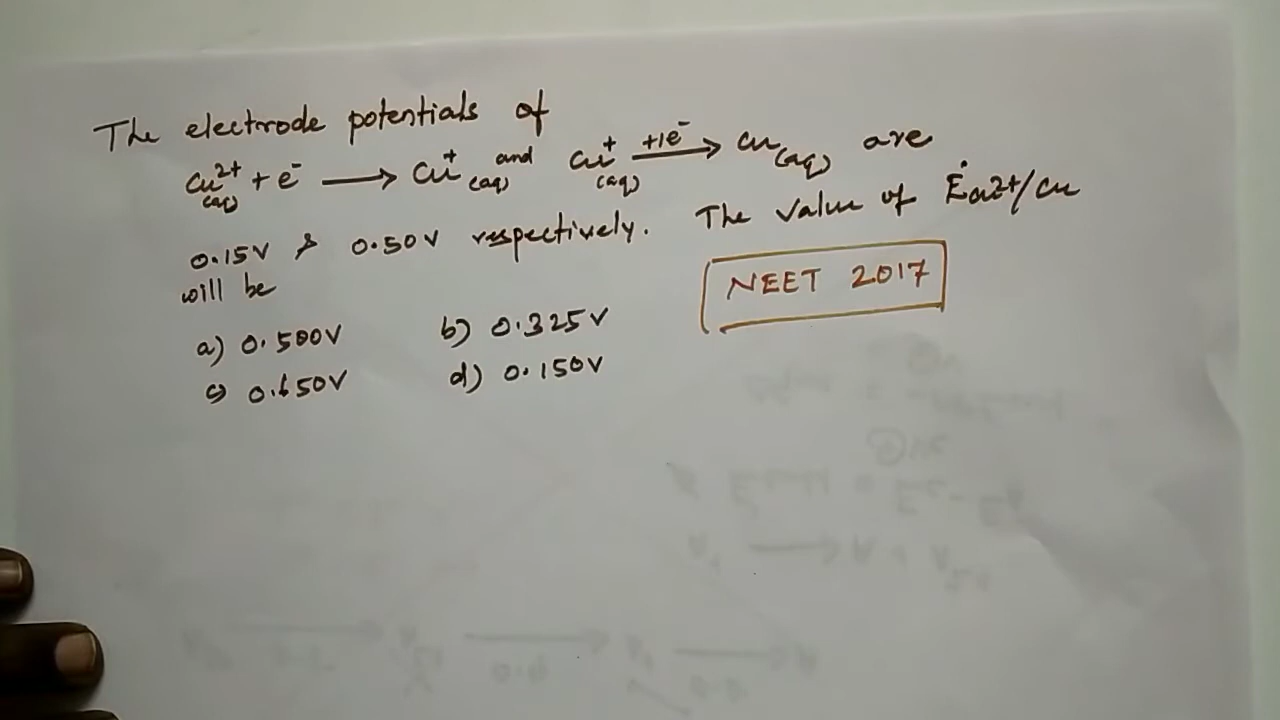 The electrode potentials of
Cu²⁺(aq) + e⁻ → Cu⁺(aq) and Cu⁺(aq) +1e⁻→ Cu(aq) are
0.15V & 0.50V respectively. The value of E°Cu²⁺/Cu
will be
NEET 2017
a) 0.500V b) 0.325V
c) 0.650V d) 0.150V